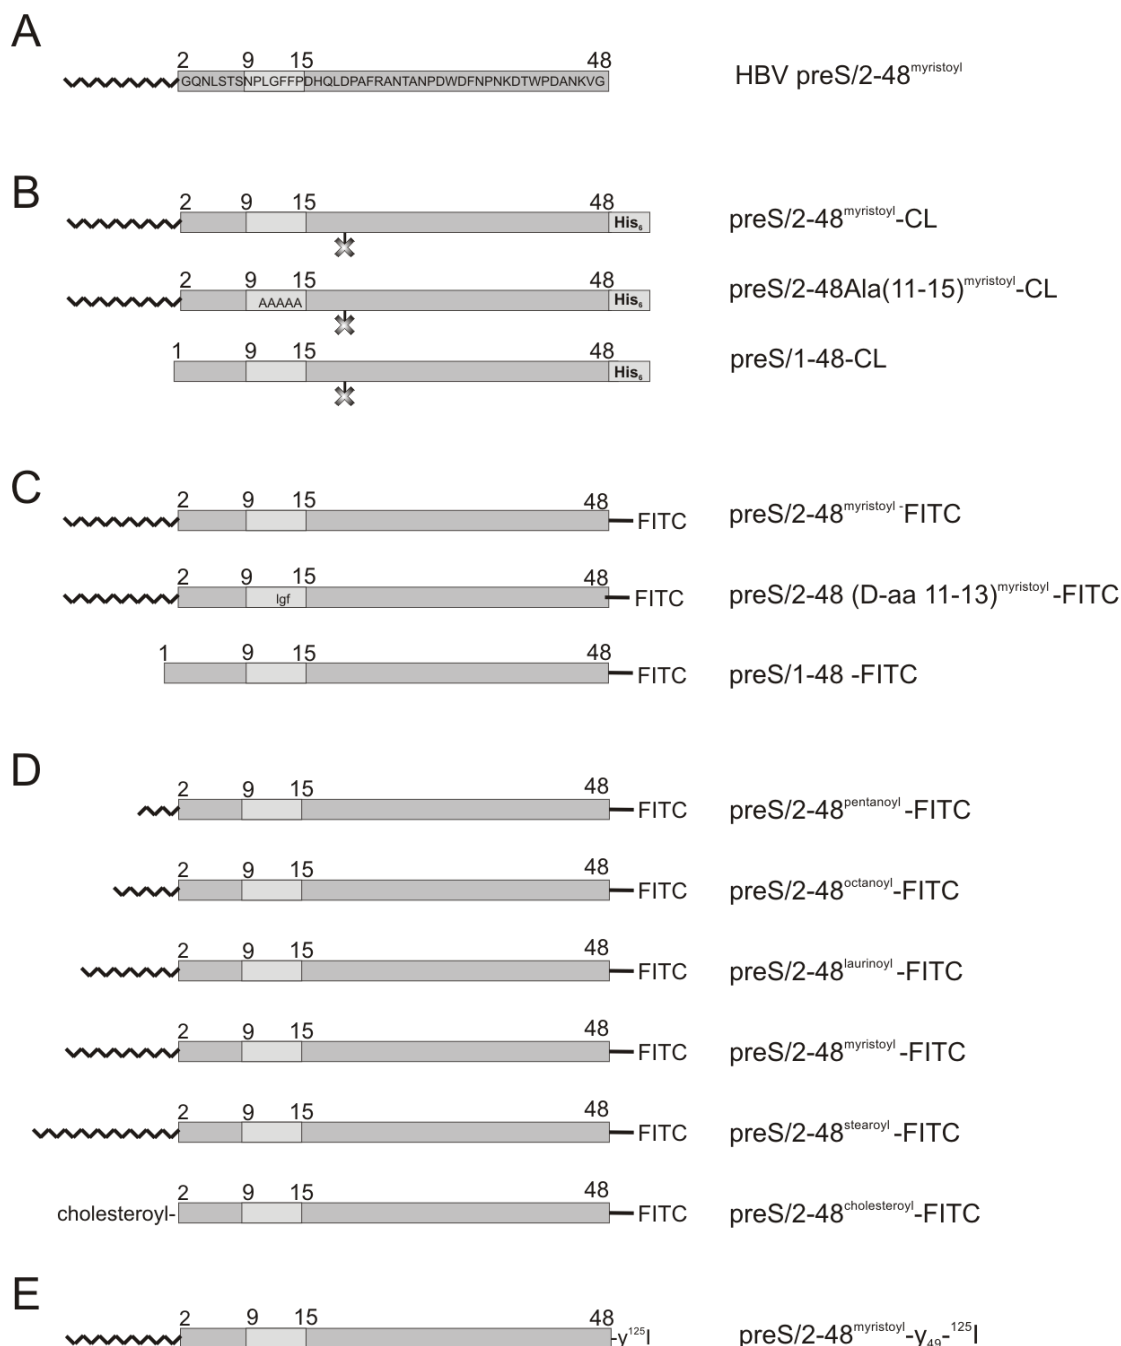 A
2 9 15 48
GQNLSTSNPLGFFPDHQLDPAFRANTANPDWDFNPNKDTWPDANKVG
HBV preS/2-48myristoyl
B
2 9 15 48
His6
preS/2-48myristoyl-CL
2 9 15 48
AAAAA
His6
preS/2-48Ala(11-15)myristoyl-CL
1 9 15 48
His6
preS/1-48-CL
C
2 9 15 48
FITC
preS/2-48myristoyl -FITC
2 9 15 48
lgf
FITC
preS/2-48 (D-aa 11-13)myristoyl -FITC
1 9 15 48
FITC
preS/1-48 -FITC
D
2 9 15 48
FITC
preS/2-48pentanoyl -FITC
2 9 15 48
FITC
preS/2-48octanoyl-FITC
2 9 15 48
FITC
preS/2-48laurinoyl -FITC
2 9 15 48
FITC
preS/2-48myristoyl -FITC
2 9 15 48
FITC
preS/2-48stearoyl -FITC
2 9 15 48
cholesteroyl-
FITC
preS/2-48cholesteroyl-FITC
E
2 9 15 48
-y125I
preS/2-48myristoyl-y49-125I